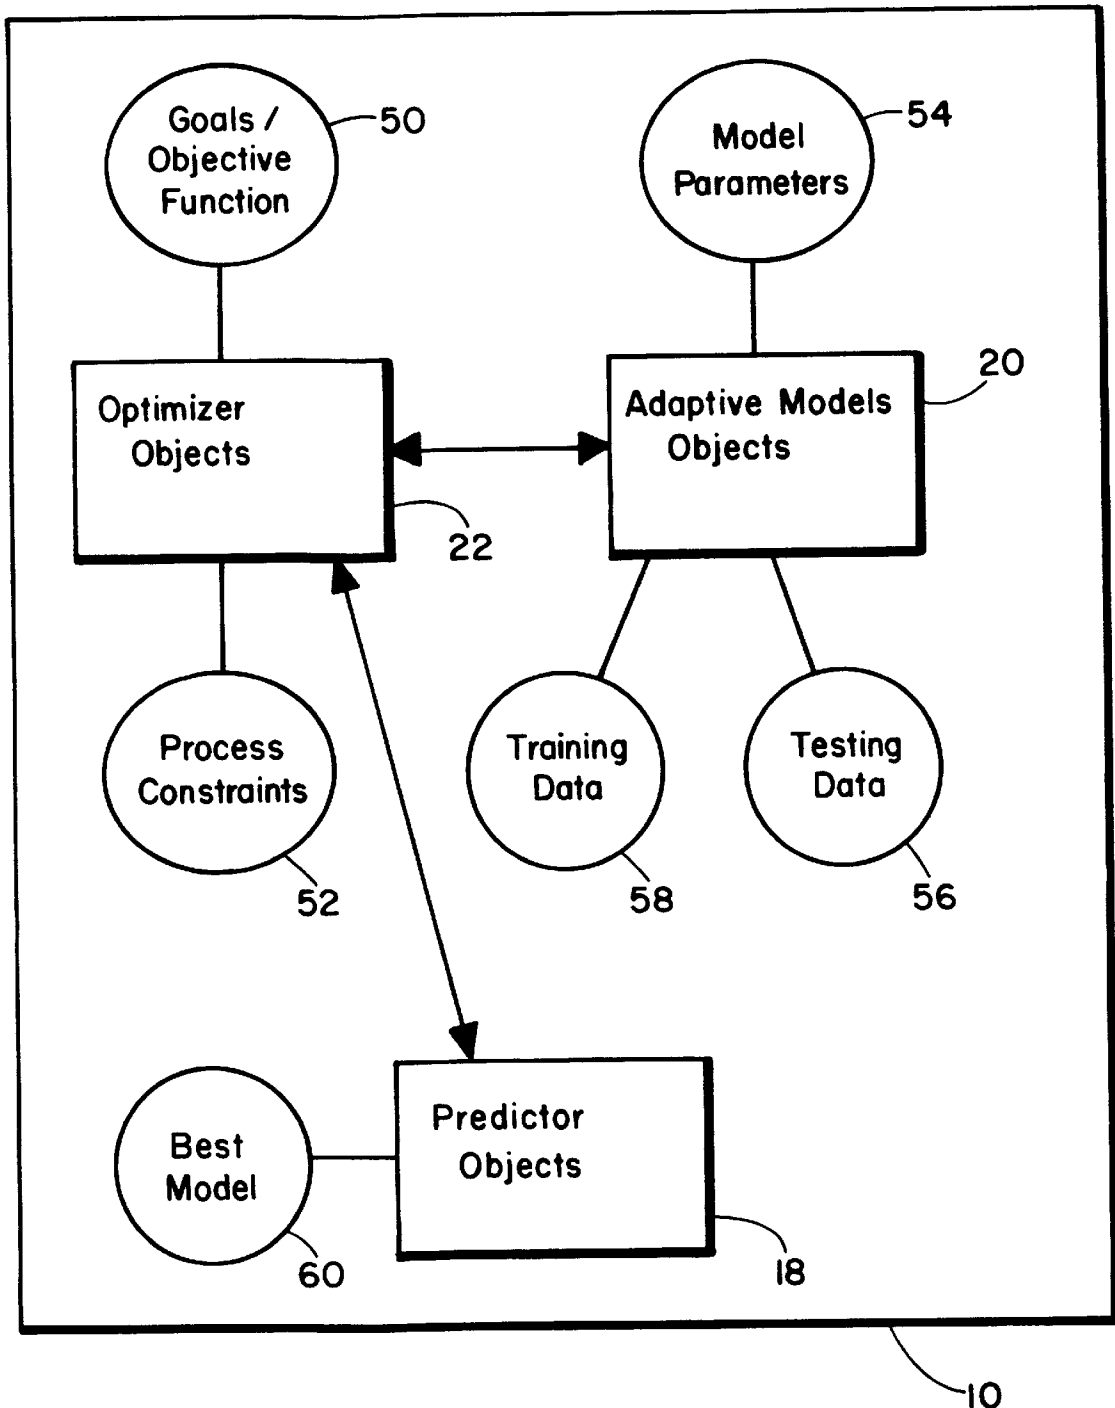 Goals /
Objective
Function
50
Model
Parameters
54
Optimizer
Objects
22
Adaptive Models
Objects
20
Process
Constraints
52
Training
Data
58
Testing
Data
56
Best
Model
60
Predictor
Objects
18
10